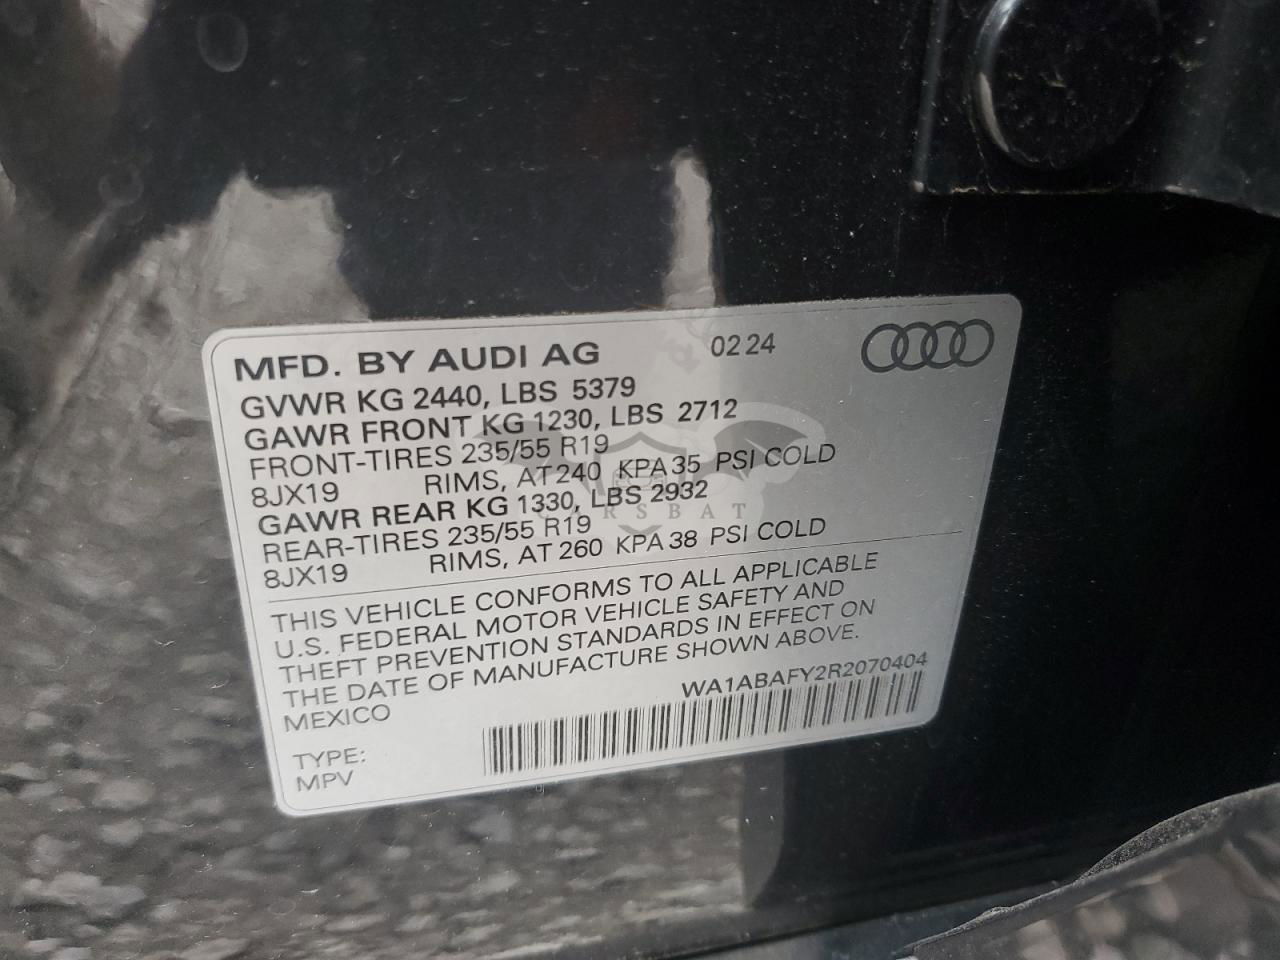 MFD. BY AUDI AG 02 24
GVWR KG 2440, LBS 5379
GAWR FRONT KG 1230, LBS 2712
FRONT-TIRES 235/55 R19
8JX19 RIMS, AT 240 KPA 35 PSI COLD
GAWR REAR KG 1330, LBS 2932
REAR-TIRES 235/55 R19
8JX19 RIMS, AT 260 KPA 38 PSI COLD
THIS VEHICLE CONFORMS TO ALL APPLICABLE
U.S. FEDERAL MOTOR VEHICLE SAFETY AND
THEFT PREVENTION STANDARDS IN EFFECT ON
THE DATE OF MANUFACTURE SHOWN ABOVE.
MEXICO WA1ABAFY2R2070404
TYPE:
MPV
CARSBAT